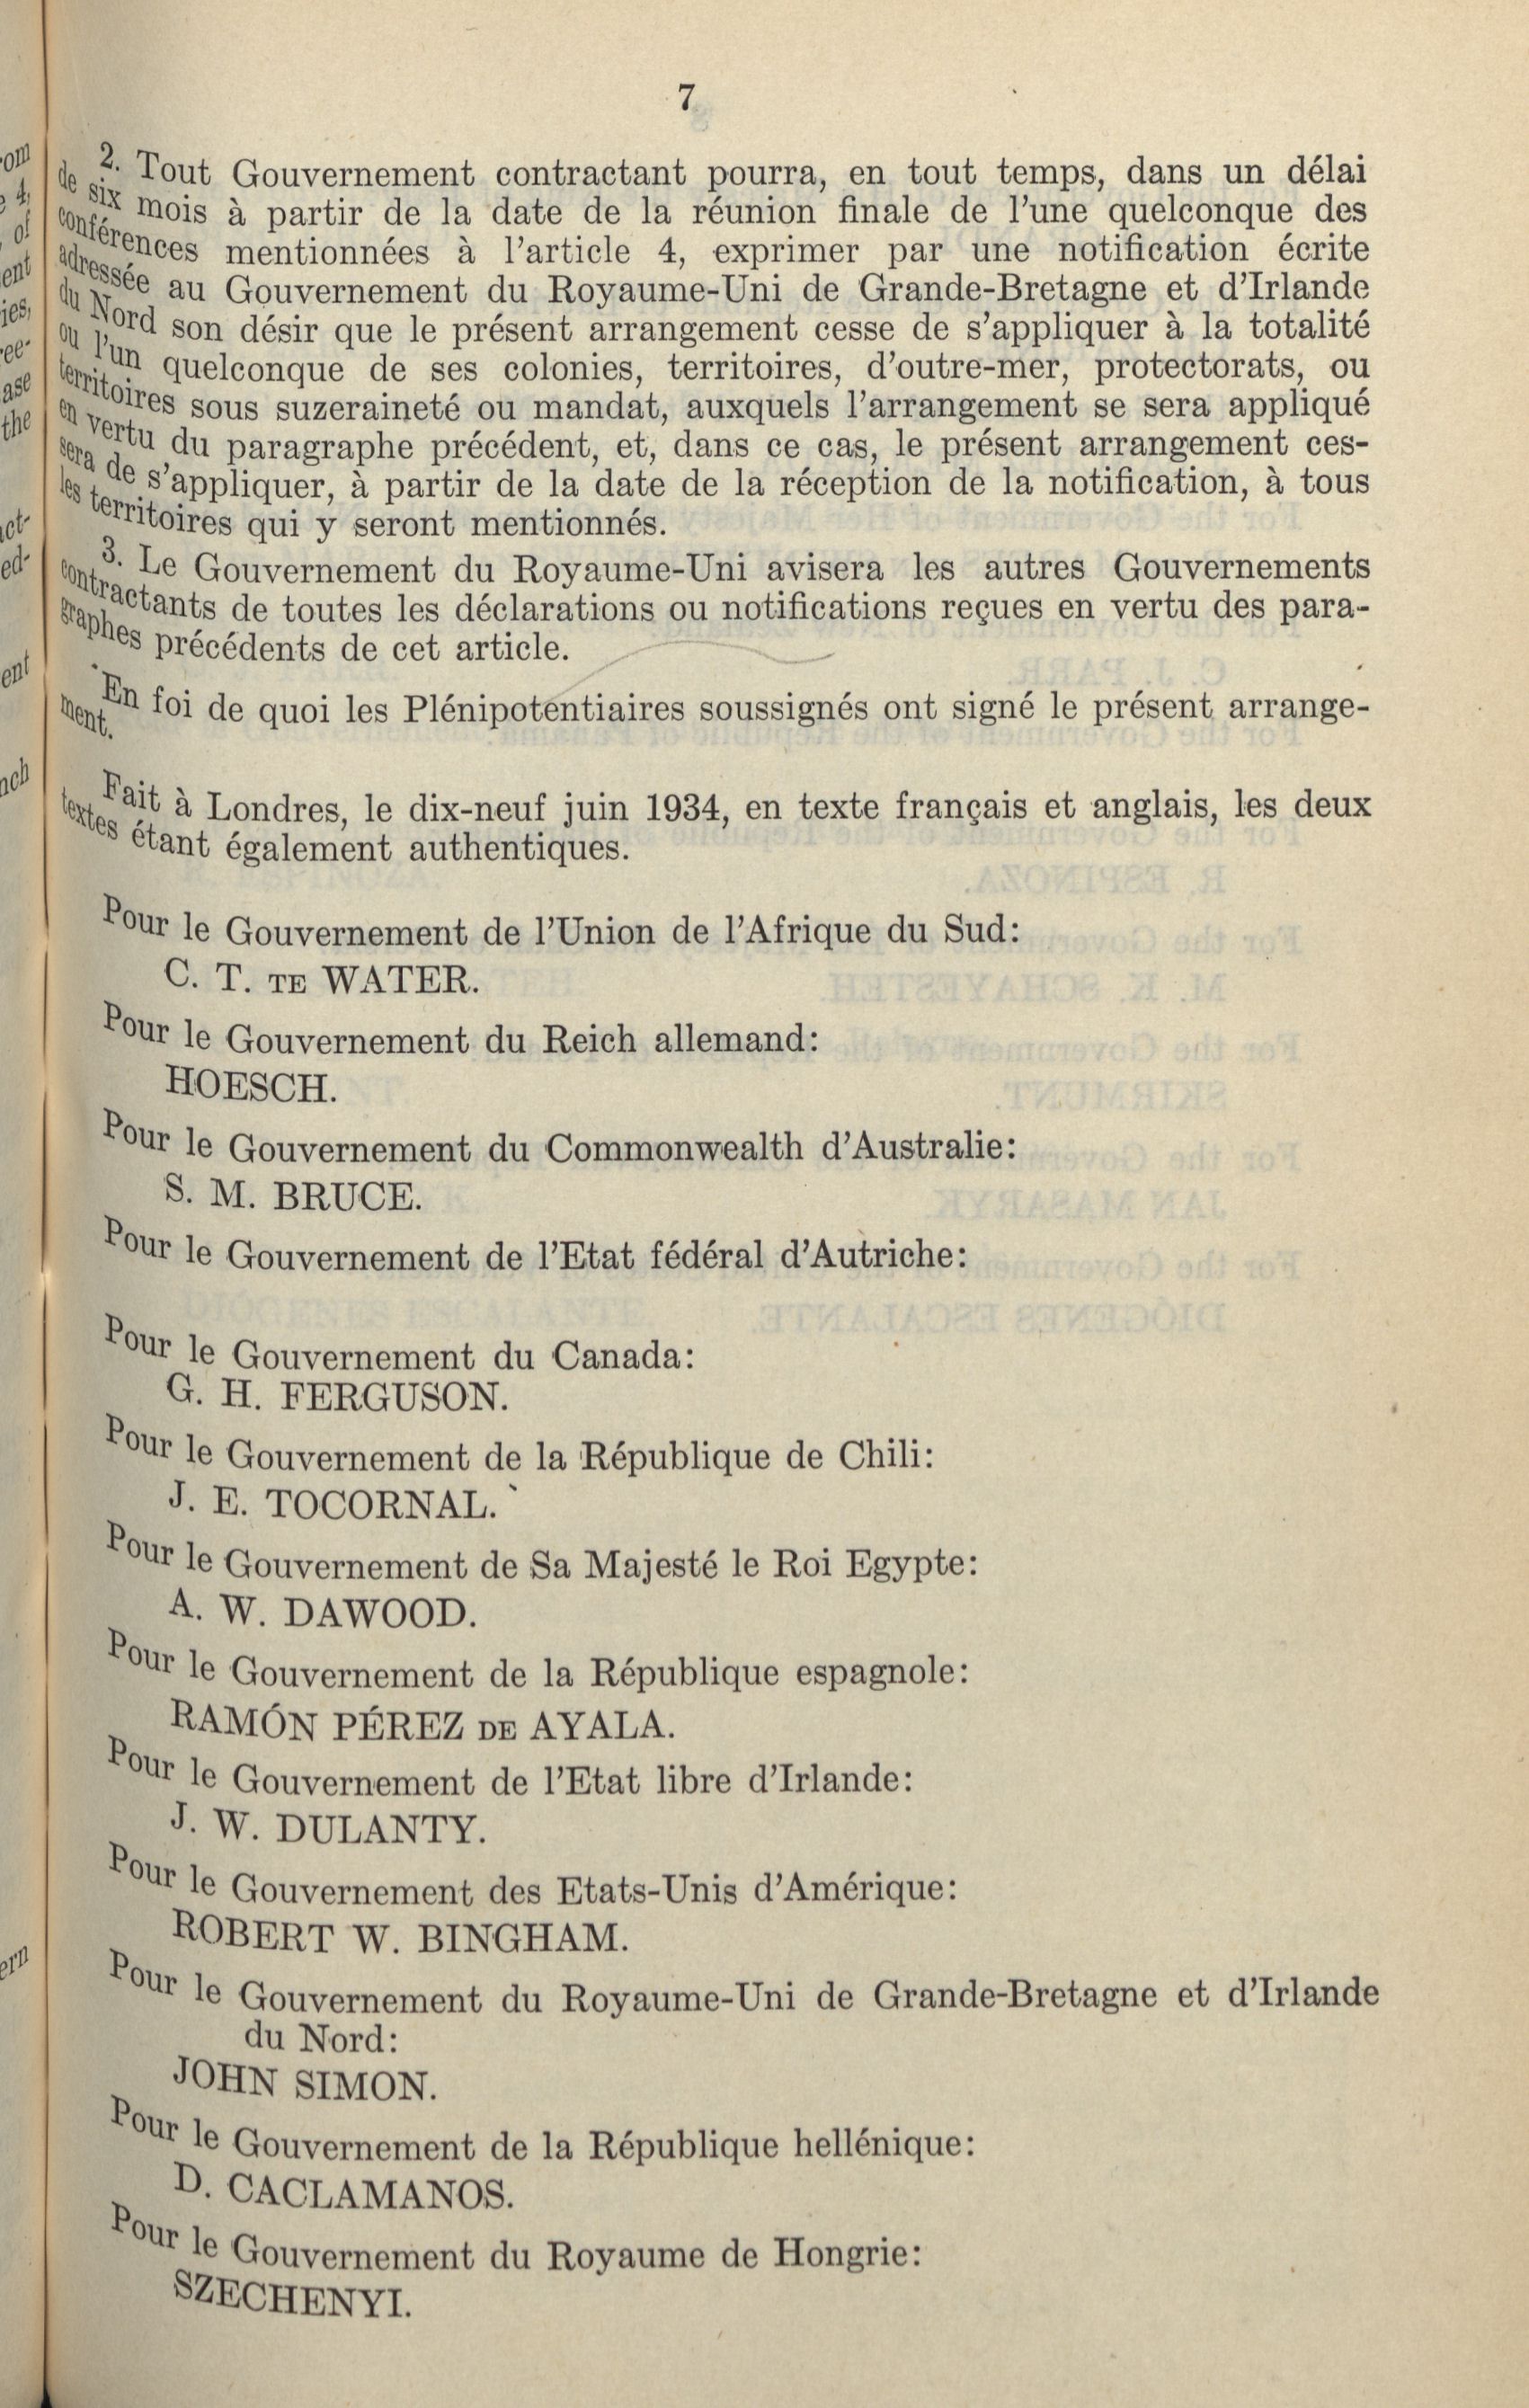 7
2. Tout Gouvernement contractant pourra, en tout temps, dans un délai
de six mois à partir de la date de la réunion finale de l'une quelconque des
conférences mentionnées à l'article 4, exprimer par une notification écrite
adressée au Gouvernement du Royaume-Uni de Grande-Bretagne et d'Irlande
du Nord son désir que le présent arrangement cesse de s'appliquer à la totalité
ou l'un quelconque de ses colonies, territoires, d'outre-mer, protectorats, ou
territoires sous suzeraineté ou mandat, auxquels l'arrangement se sera appliqué
en vertu du paragraphe précédent, et, dans ce cas, le présent arrangement ces-
sera de s'appliquer, à partir de la date de la réception de la notification, à tous
les territoires qui y seront mentionnés.
3. Le Gouvernement du Royaume-Uni avisera les autres Gouvernements
contractants de toutes les déclarations ou notifications reçues en vertu des para-
graphes précédents de cet article.
En foi de quoi les Plénipotentiaires soussignés ont signé le présent arrange-
ment.
Fait à Londres, le dix-neuf juin 1934, en texte français et anglais, les deux
textes étant également authentiques.
Pour le Gouvernement de l'Union de l'Afrique du Sud:
C. T. TE WATER.
Pour le Gouvernement du Reich allemand:
HOESCH.
Pour le Gouvernement du Commonwealth d'Australie:
S. M. BRUCE.
Pour le Gouvernement de l'Etat fédéral d'Autriche:
Pour le Gouvernement du Canada:
G. H. FERGUSON.
Pour le Gouvernement de la République de Chili:
J. E. TOCORNAL.
Pour le Gouvernement de Sa Majesté le Roi Egypte:
A. W. DAWOOD.
Pour le Gouvernement de la République espagnole:
RAMÓN PÉREZ DE AYALA.
Pour le Gouvernement de l'Etat libre d'Irlande:
J. W. DULANTY.
Pour le Gouvernement des Etats-Unis d'Amérique:
ROBERT W. BINGHAM.
Pour le Gouvernement du Royaume-Uni de Grande-Bretagne et d'Irlande
du Nord:
JOHN SIMON.
Pour le Gouvernement de la République hellénique:
D. CACLAMANOS.
Pour le Gouvernement du Royaume de Hongrie:
SZECHENYI.